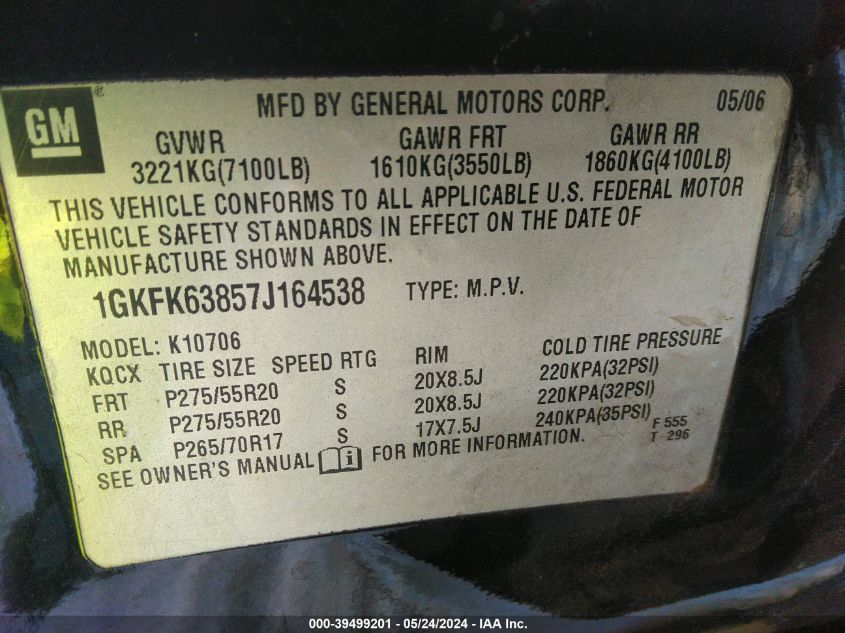 GM ®
MFD BY GENERAL MOTORS CORP. 05/06
GVWR GAWR FRT GAWR RR
3221KG(7100LB) 1610KG(3550LB) 1860KG(4100LB)
THIS VEHICLE CONFORMS TO ALL APPLICABLE U.S. FEDERAL MOTOR
VEHICLE SAFETY STANDARDS IN EFFECT ON THE DATE OF
MANUFACTURE SHOWN ABOVE.
1GKFK63857J164538 TYPE: M.P.V.
MODEL: K10706
KQCX TIRE SIZE SPEED RTG RIM COLD TIRE PRESSURE
FRT P275/55R20 S 20X8.5J 220KPA(32PSI)
RR P275/55R20 S 20X8.5J 220KPA(32PSI)
SPA P265/70R17 S 17X7.5J 240KPA(35PSI)
SEE OWNER'S MANUAL i FOR MORE INFORMATION. F 555
T 296
000-39499201 - 05/24/2024 - IAA Inc.